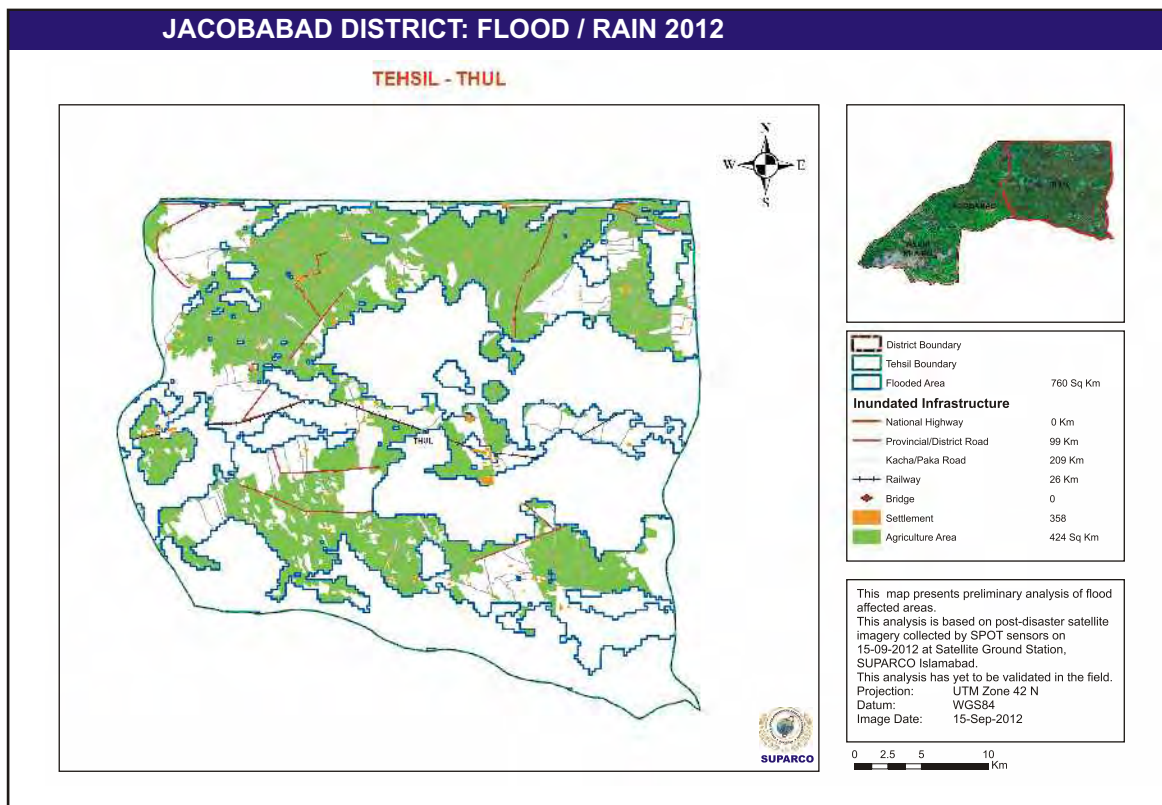 JACOBABAD DISTRICT: FLOOD / RAIN 2012
TEHSIL - THUL
N
W E
S
THUL
District Boundary
Tehsil Boundary
Flooded Area 760 Sq Km
Inundated Infrastructure
National Highway 0 Km
Provincial/District Road 99 Km
Kacha/Paka Road 209 Km
Railway 26 Km
Bridge 0
Settlement 358
Agriculture Area 424 Sq Km
This map presents preliminary analysis of flood
affected areas.
This analysis is based on post-disaster satellite
imagery collected by SPOT sensors on
15-09-2012 at Satellite Ground Station,
SUPARCO Islamabad.
This analysis has yet to be validated in the field.
Projection: UTM Zone 42 N
Datum: WGS84
Image Date: 15-Sep-2012
SUPARCO
0 2.5 5 10
Km